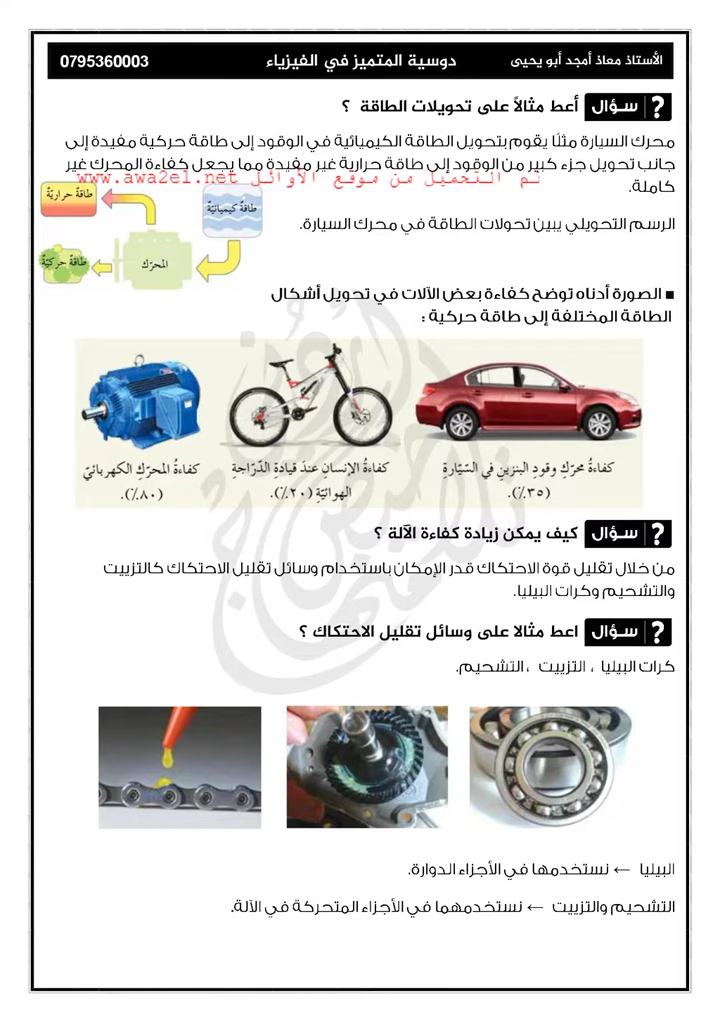 الأستاذ معاذ أمجد أبو يحيى دوسية المتميز في الفيزياء 0795360003
؟ سؤال أعط مثالاً على تحويلات الطاقة ؟
محرك السيارة مثلًا يقوم بتحويل الطاقة الكيميائية في الوقود إلى طاقة حركية مفيدة إلى
جانب تحويل جزء كبير من الوقود إلى طاقة حرارية غير مفيدة مما يجعل كفاءة المحرك غير
كاملة.
تم التحميل من موقع الأوائل www.awa2el.net
طاقةٌ كيميائيّةٌ
طاقةٌ حراريّةٌ
الرسم التحويلي يبين تحولات الطاقة في محرك السيارة.
المحرّك
طاقةٌ حركيّةٌ
■ الصورة أدناه توضح كفاءة بعض الآلات في تحويل أشكال
الطاقة المختلفة إلى طاقة حركية :
كفاءةُ محرّكِ وقودِ البنزينِ في السّيّارةِ
(٣٥٪).
كفاءةُ الإنسانِ عندَ قيادةِ الدّرّاجةِ
الهوائيّةِ (٢٠٪).
كفاءةُ المحرّكِ الكهربائيّ
(٨٠٪).
؟ سؤال كيف يمكن زيادة كفاءة الآلة ؟
من خلال تقليل قوة الاحتكاك قدر الإمكان باستخدام وسائل تقليل الاحتكاك كالتزييت
والتشحيم وكرات البيليا.
؟ سؤال اعط مثالا على وسائل تقليل الاحتكاك ؟
كرات البيليا ، التزييت ، التشحيم.
البيليا ← نستخدمها في الأجزاء الدوارة.
التشحيم والتزييت ← نستخدمهما في الأجزاء المتحركة في الآلة.